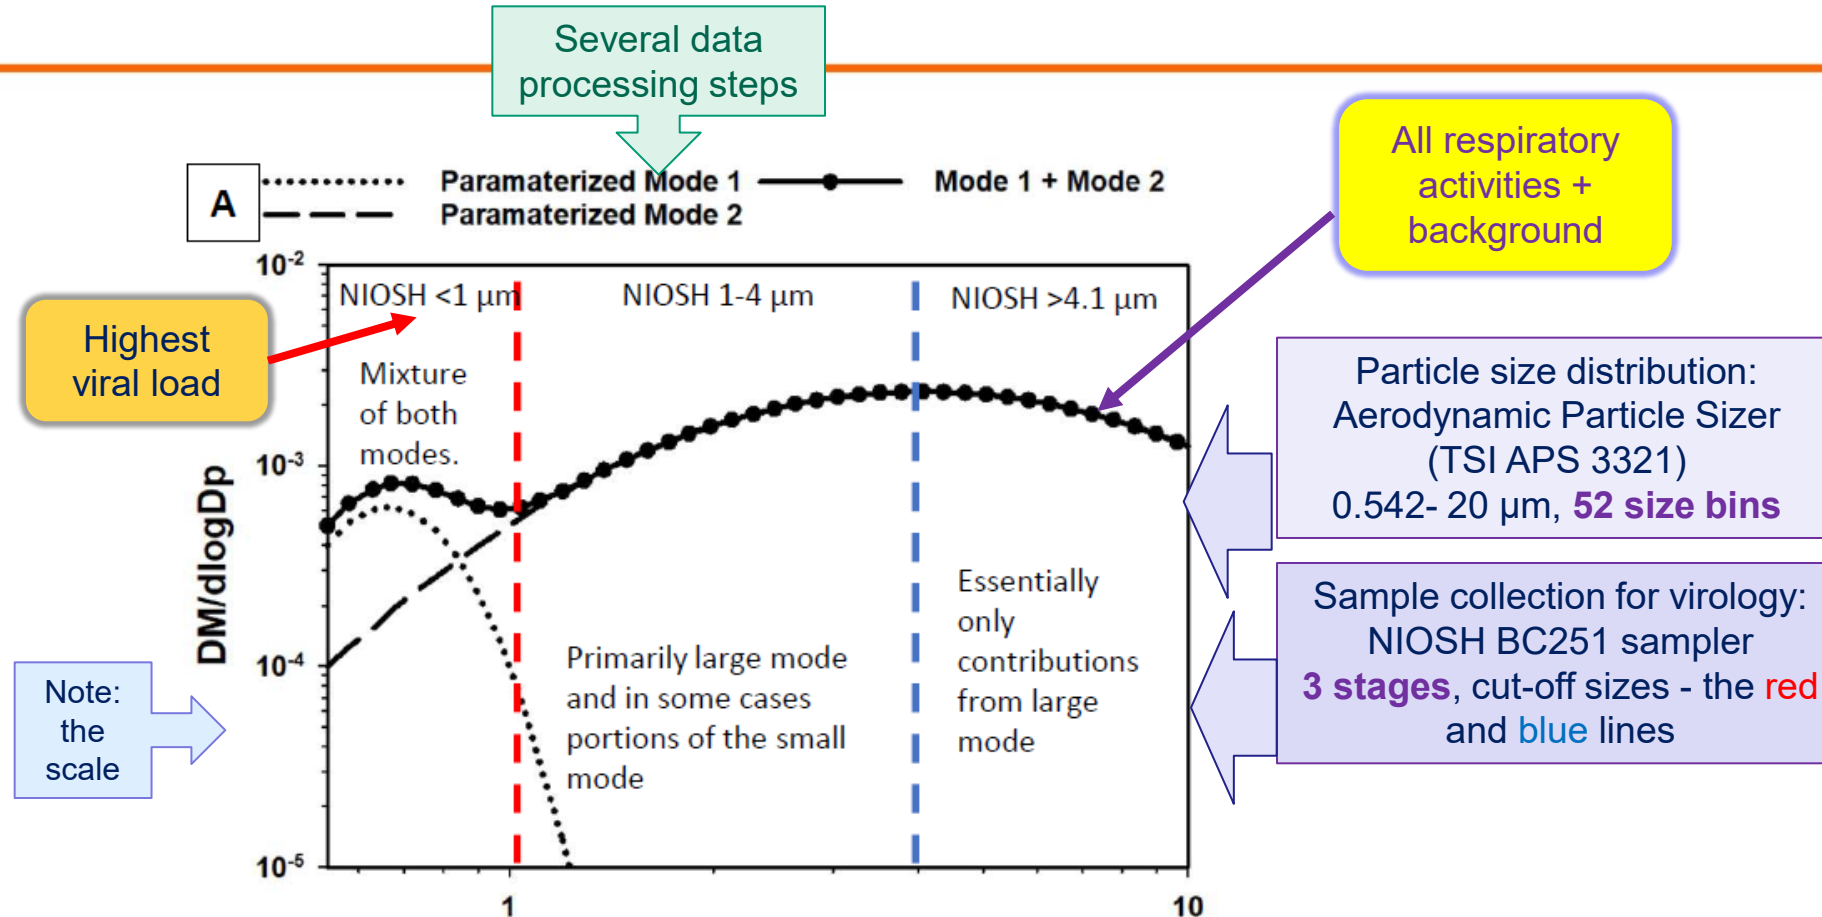 Several data
processing steps
All respiratory
activities +
background
A
Paramaterized Mode 1
Mode 1 + Mode 2
Paramaterized Mode 2
Highest
viral load
10-2
NIOSH <1 µm
NIOSH 1-4 µm
NIOSH >4.1 µm
Mixture
of both
modes.
10-3
DM/dlogDp
10-4
10-5
Primarily large mode
and in some cases
portions of the small
mode
Essentially
only
contributions
from large
mode
1
10
Particle size distribution:
Aerodynamic Particle Sizer
(TSI APS 3321)
0.542- 20 µm, 52 size bins
Sample collection for virology:
NIOSH BC251 sampler
3 stages, cut-off sizes - the red
and blue lines
Note:
the
scale